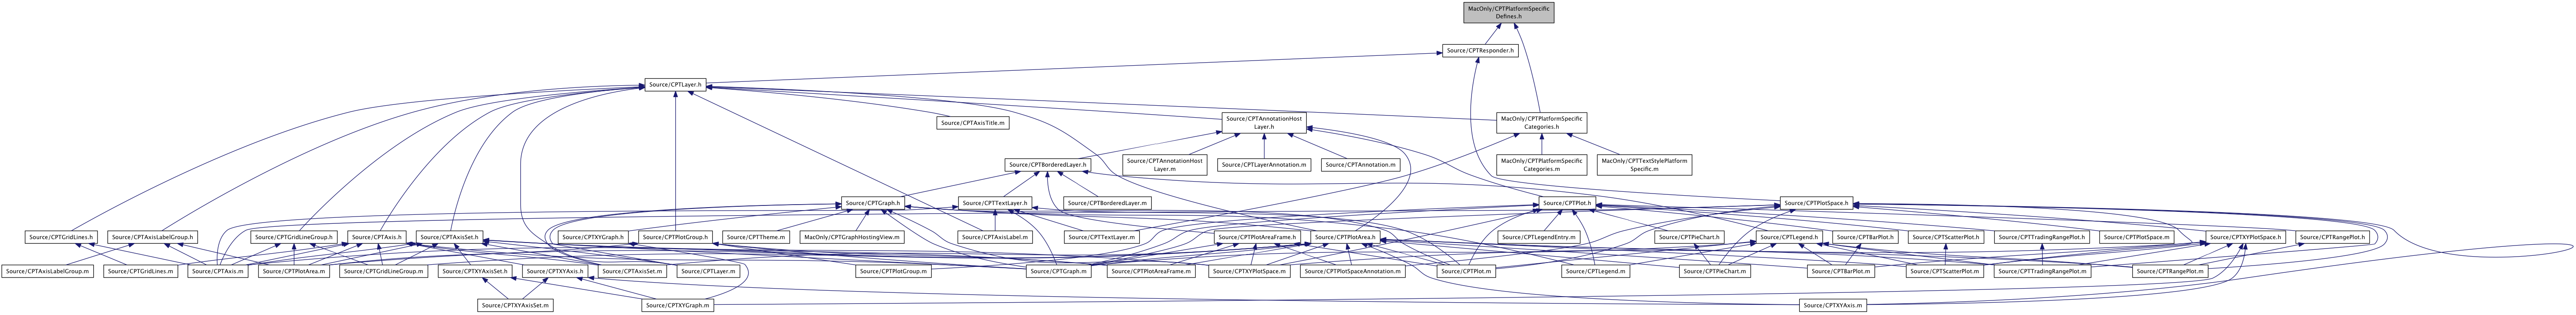 MacOnly/CPTPlatformSpecific
Defines.h
Source/CPTResponder.h
Source/CPTLayer.h
Source/CPTAxisTitle.m
Source/CPTAnnotationHost
Layer.h
MacOnly/CPTPlatformSpecific
Categories.h
Source/CPTBorderedLayer.h
Source/CPTAnnotationHost
Layer.m
Source/CPTLayerAnnotation.m
Source/CPTAnnotation.m
MacOnly/CPTPlatformSpecific
Categories.m
MacOnly/CPTTextStylePlatform
Specific.m
Source/CPTGraph.h
Source/CPTTextLayer.h
Source/CPTBorderedLayer.m
Source/CPTPlot.h
Source/CPTPlotSpace.h
Source/CPTGridLines.h
Source/CPTAxisLabelGroup.h
Source/CPTGridLineGroup.h
Source/CPTAxis.h
Source/CPTAxisSet.h
Source/CPTXYGraph.h
Source/CPTPlotGroup.h
Source/CPTTheme.m
MacOnly/CPTGraphHostingView.m
Source/CPTAxisLabel.m
Source/CPTTextLayer.m
Source/CPTPlotAreaFrame.h
Source/CPTPlotArea.h
Source/CPTLegendEntry.m
Source/CPTPieChart.h
Source/CPTLegend.h
Source/CPTBarPlot.h
Source/CPTScatterPlot.h
Source/CPTTradingRangePlot.h
Source/CPTPlotSpace.m
Source/CPTXYPlotSpace.h
Source/CPTRangePlot.h
Source/CPTAxisLabelGroup.m
Source/CPTGridLines.m
Source/CPTAxis.m
Source/CPTPlotArea.m
Source/CPTGridLineGroup.m
Source/CPTXYAxisSet.h
Source/CPTXYAxis.h
Source/CPTAxisSet.m
Source/CPTLayer.m
Source/CPTPlotGroup.m
Source/CPTGraph.m
Source/CPTPlotAreaFrame.m
Source/CPTXYPlotSpace.m
Source/CPTPlotSpaceAnnotation.m
Source/CPTPlot.m
Source/CPTLegend.m
Source/CPTPieChart.m
Source/CPTBarPlot.m
Source/CPTScatterPlot.m
Source/CPTTradingRangePlot.m
Source/CPTRangePlot.m
Source/CPTXYAxisSet.m
Source/CPTXYGraph.m
Source/CPTXYAxis.m